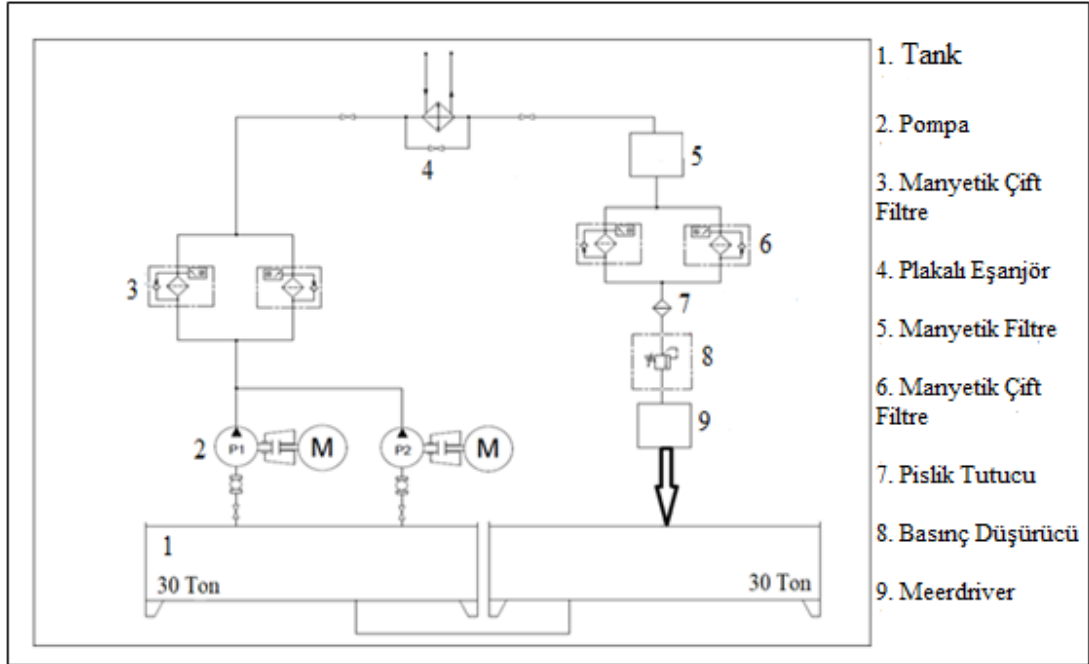 4
5
3
6
7
8
9
2
P1
M
P2
M
1
30 Ton
30 Ton
1. Tank
2. Pompa
3. Manyetik Çift
Filtre
4. Plakalı Eşanjör
5. Manyetik Filtre
6. Manyetik Çift
Filtre
7. Pislik Tutucu
8. Basınç Düşürücü
9. Meerdriver